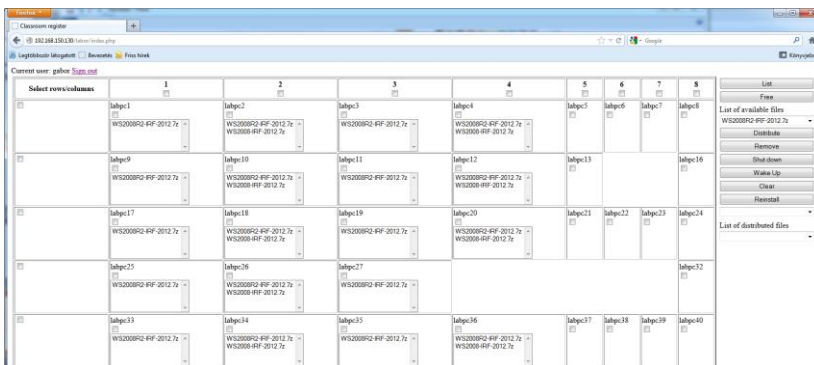 Firefox
Classroom register
192.168.150.130/labor/index.php
Google
Legtöbbször látogatott Bevezetés Friss hírek
Könyvjelz
Current user: gabor Sign out
Select rows/columns 1 2 3 4 5 6 7 8
List
Free
List of available files
WS2008R2-IRF-2012.7z
Distribute
Remove
Shut down
Wake Up
Clear
Reinstall
List of distributed files
labpc1 labpc2 labpc3 labpc4 labpc5 labpc6 labpc7 labpc8
WS2008R2-IRF-2012.7z WS2008R2-IRF-2012.7z WS2008R2-IRF-2012.7z WS2008R2-IRF-2012.7z
WS2008-IRF-2012.7z WS2008-IRF-2012.7z
labpc9 labpc10 labpc11 labpc12 labpc13 labpc16
WS2008R2-IRF-2012.7z WS2008R2-IRF-2012.7z WS2008R2-IRF-2012.7z WS2008R2-IRF-2012.7z
WS2008-IRF-2012.7z WS2008-IRF-2012.7z
labpc17 labpc18 labpc19 labpc20 labpc21 labpc22 labpc23 labpc24
WS2008R2-IRF-2012.7z WS2008R2-IRF-2012.7z WS2008R2-IRF-2012.7z WS2008R2-IRF-2012.7z
WS2008-IRF-2012.7z WS2008-IRF-2012.7z
labpc25 labpc26 labpc27 labpc32
WS2008R2-IRF-2012.7z WS2008R2-IRF-2012.7z WS2008R2-IRF-2012.7z
WS2008-IRF-2012.7z
labpc33 labpc34 labpc35 labpc36 labpc37 labpc38 labpc39 labpc40
WS2008R2-IRF-2012.7z WS2008R2-IRF-2012.7z WS2008R2-IRF-2012.7z WS2008R2-IRF-2012.7z
WS2008-IRF-2012.7z WS2008-IRF-2012.7z